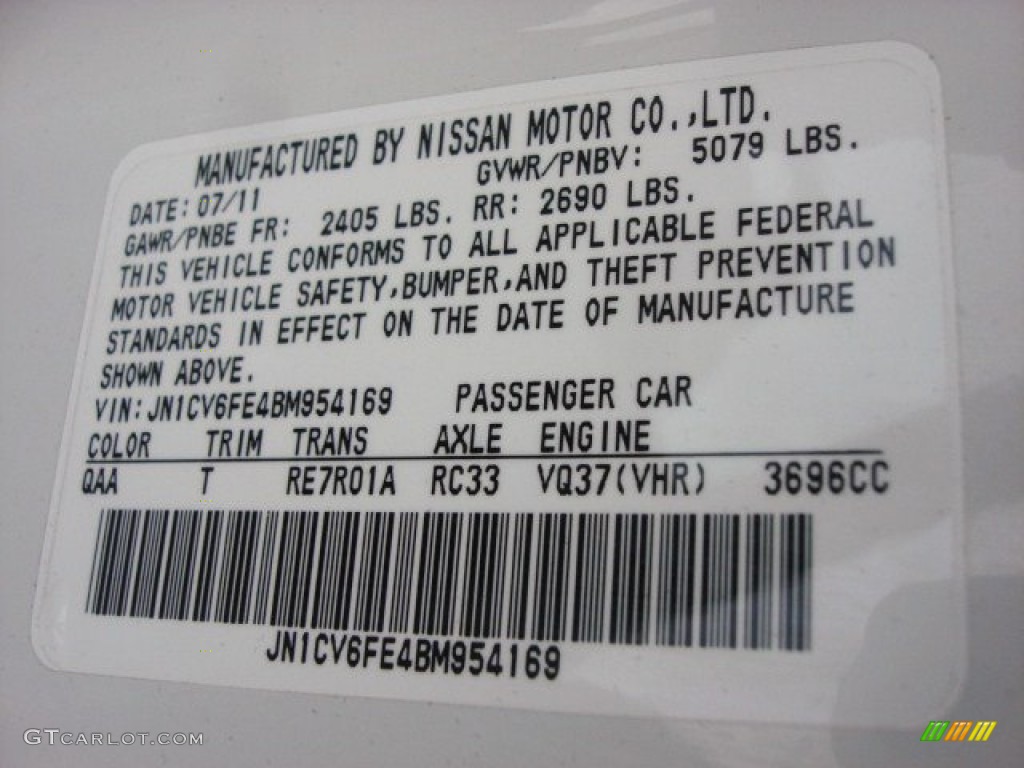 MANUFACTURED BY NISSAN MOTOR CO.,LTD.
DATE: 07/11 GVWR/PNBV: 5079 LBS.
GAWR/PNBE FR: 2405 LBS. RR: 2690 LBS.
THIS VEHICLE CONFORMS TO ALL APPLICABLE FEDERAL
MOTOR VEHICLE SAFETY,BUMPER,AND THEFT PREVENTION
STANDARDS IN EFFECT ON THE DATE OF MANUFACTURE
SHOWN ABOVE.
VIN:JN1CV6FE4BM954169 PASSENGER CAR
COLOR TRIM TRANS AXLE ENGINE
QAA T RE7R01A RC33 VQ37(VHR) 3696CC
JN1CV6FE4BM954169
GTCARLOT.COM